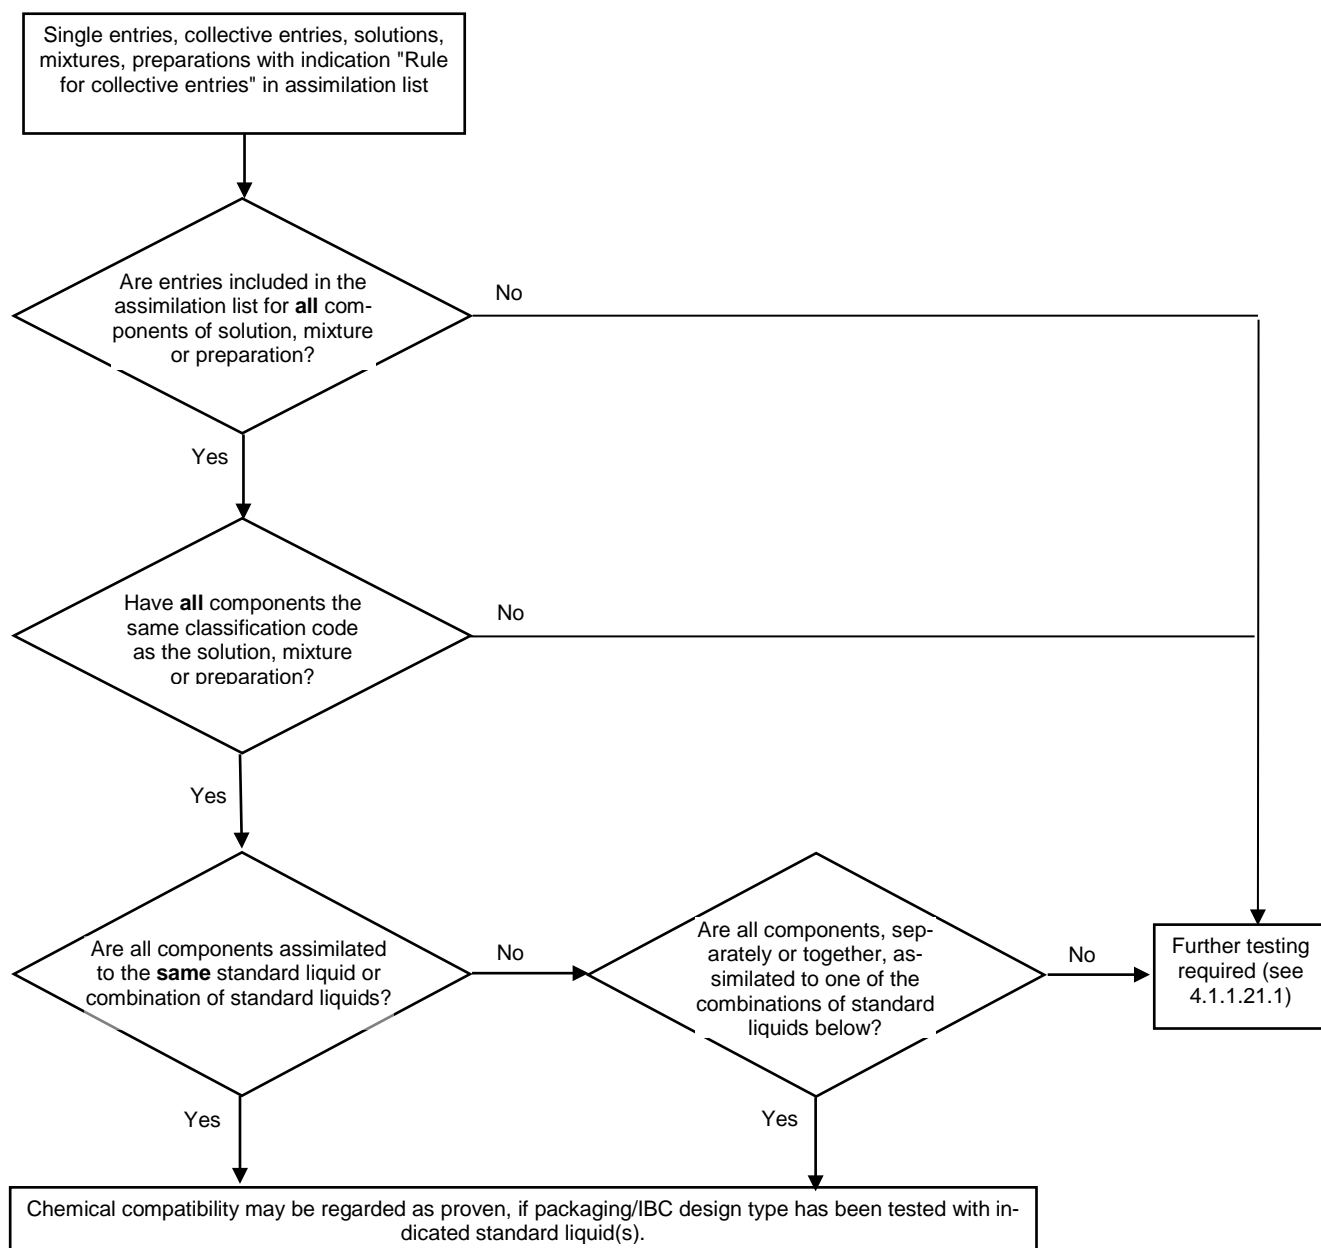 Single entries, collective entries, solutions,
mixtures, preparations with indication "Rule
for collective entries" in assimilation list
Are entries included in the
assimilation list for all com-
ponents of solution, mixture
or preparation?
No
Yes
Have all components the
same classification code
as the solution, mixture
or preparation?
No
Yes
Are all components assimilated
to the same standard liquid or
combination of standard liquids?
No
Are all components, sep-
arately or together, as-
similated to one of the
combinations of standard
liquids below?
No
Further testing
required (see
4.1.1.21.1)
Yes
Yes
Chemical compatibility may be regarded as proven, if packaging/IBC design type has been tested with in-
dicated standard liquid(s).